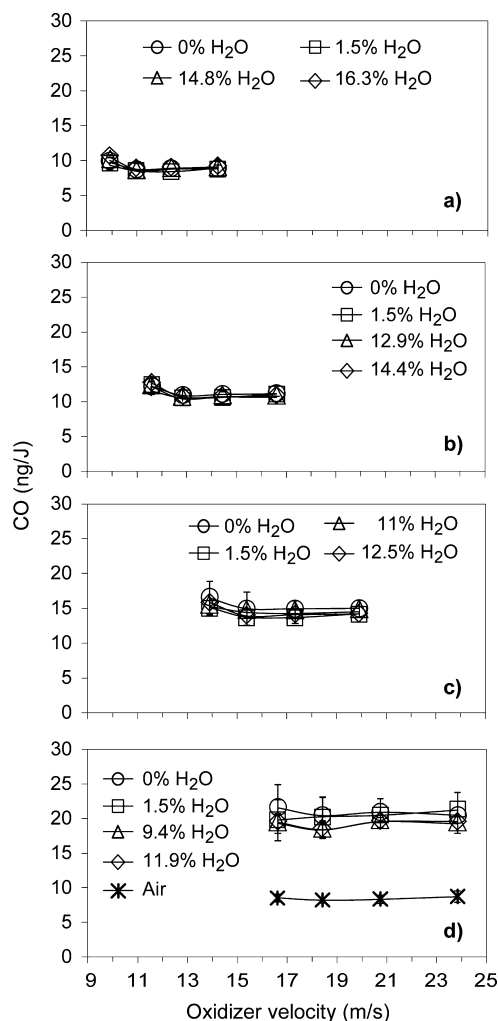 30
0% H2O
1.5% H2O
25
14.8% H2O
16.3% H2O
20
15
10
5
a)
0
30
0% H2O
25
1.5% H2O
20
12.9% H2O
15
14.4% H2O
10
5
b)
0
CO (ng/J)
30
0% H2O
11% H2O
25
1.5% H2O
12.5% H2O
20
15
10
5
c)
0
30
0% H2O
25
1.5% H2O
20
9.4% H2O
15
11.9% H2O
10
Air
5
d)
0
9 11 13 15 17 19 21 23 25
Oxidizer velocity (m/s)